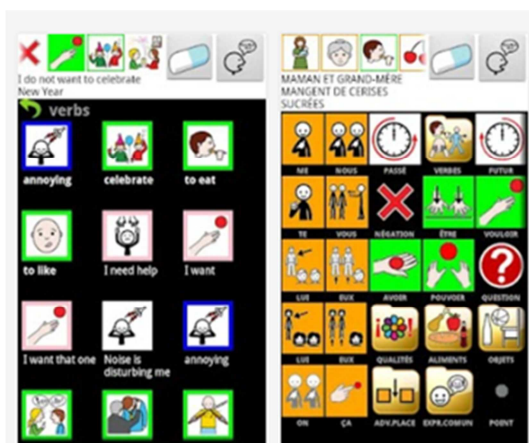 I do not want to celebrate
New Year
verbs
annoying celebrate to eat
to like I need help I want
I want that one Noise is
disturbing me annoying
MAMAN ET GRAND-MÈRE
MANGENT DE CERISES
SUCRÉES
ME NOUS PASSÉ VERBES FUTUR
TE VOUS NÉGATION ÊTRE VOULOIR
LUE EUX AVOIR POUVOIR QUESTION
LUE EUX QUALITÉS ALIMENTS OBJETS
ON ÇA ADV.PLACE EXPR.COMUN POINT